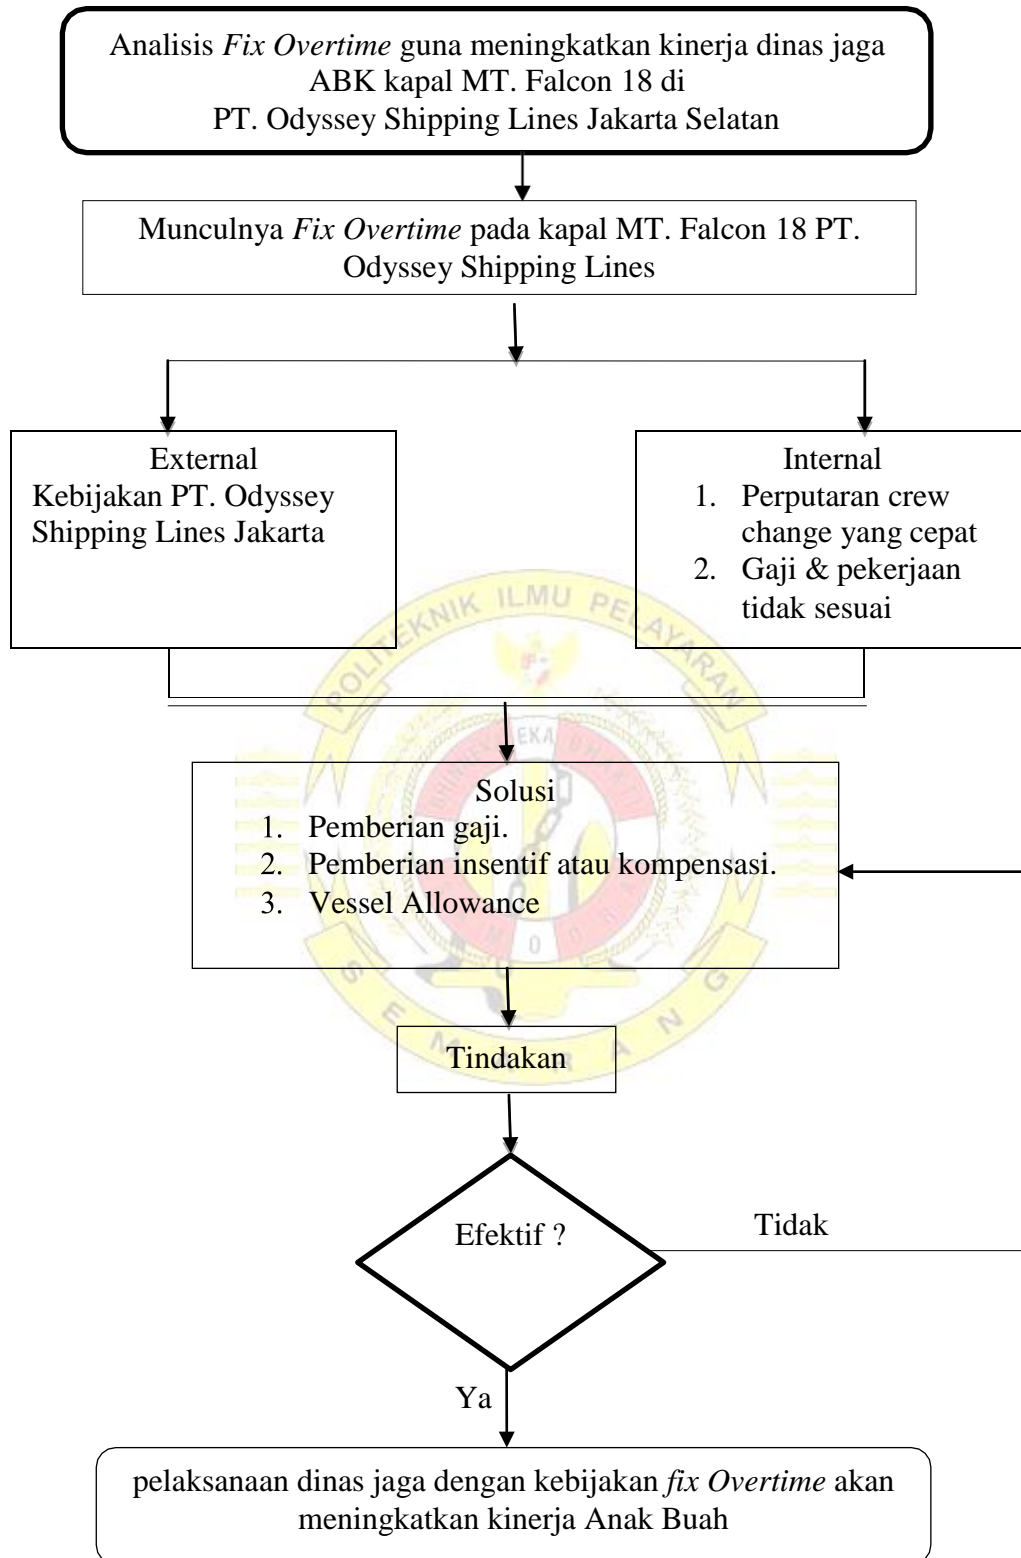 Analisis Fix Overtime guna meningkatkan kinerja dinas jaga
ABK kapal MT. Falcon 18 di
PT. Odyssey Shipping Lines Jakarta Selatan
Munculnya Fix Overtime pada kapal MT. Falcon 18 PT.
Odyssey Shipping Lines
External
Kebijakan PT. Odyssey
Shipping Lines Jakarta
Internal
1. Perputaran crew
change yang cepat
2. Gaji & pekerjaan
tidak sesuai
POLITEKNIK ILMU PELAYARAN
Solusi
1. Pemberian gaji.
2. Pemberian insentif atau kompensasi.
3. Vessel Allowance
SEMARANG
Tindakan
Efektif ?
Tidak
Ya
pelaksanaan dinas jaga dengan kebijakan fix Overtime akan
meningkatkan kinerja Anak Buah